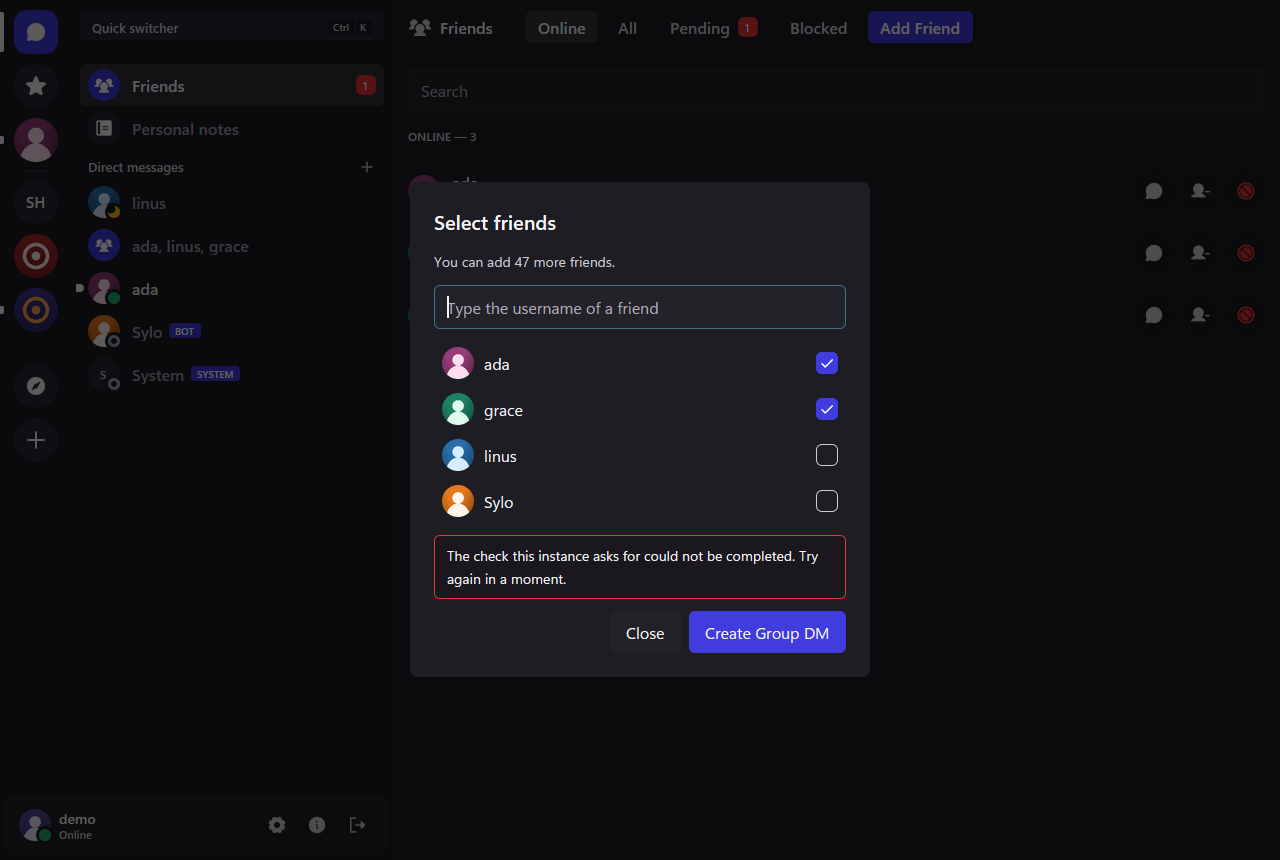 Quick switcher
Ctrl K
Friends
Online
All
Pending 1
Blocked
Add Friend
Friends 1
Search
Personal notes
ONLINE — 3
Direct messages
ada
SH
linus
ada, linus, grace
ada
Sylo BOT
S
System SYSTEM
Select friends
You can add 47 more friends.
Type the username of a friend
ada
grace
linus
Sylo
The check this instance asks for could not be completed. Try
again in a moment.
Close
Create Group DM
demo
Online